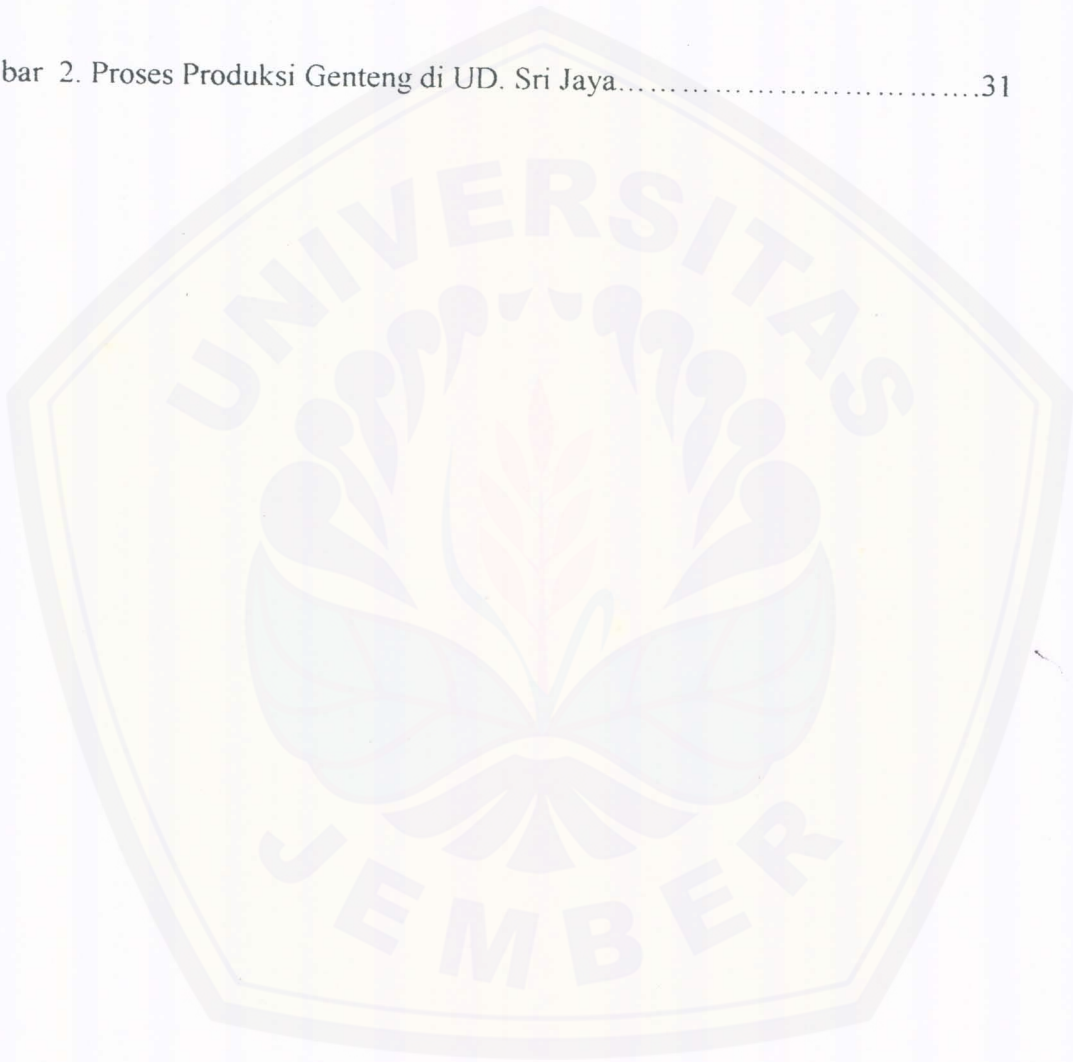 bar 2. Proses Produksi Genteng di UD. Sri Jaya....................................31
UNIVERSITAS
JEMBER